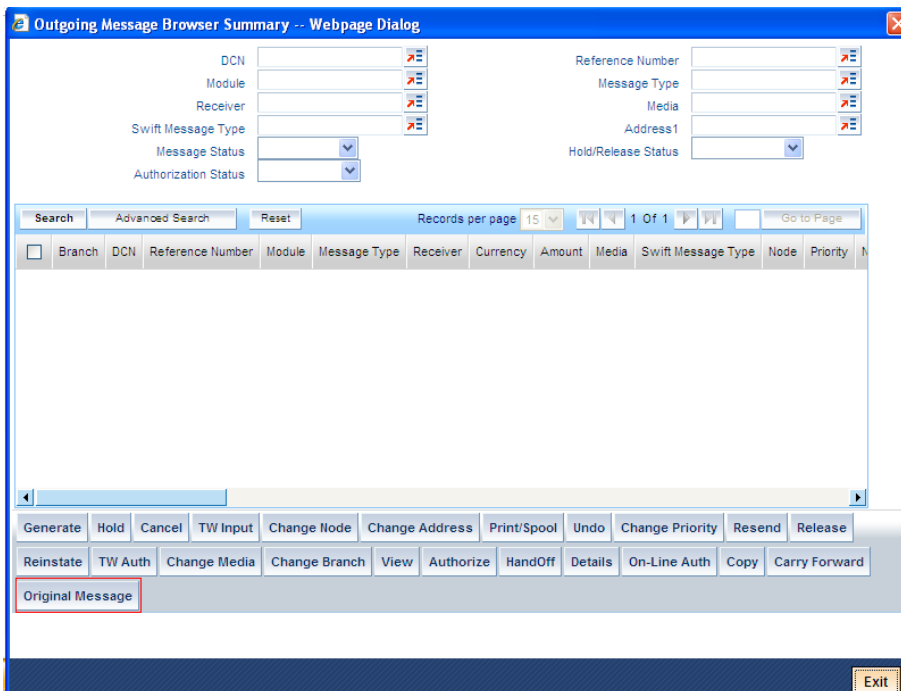 Outgoing Message Browser Summary -- Webpage Dialog
DCN Reference Number
Module Message Type
Receiver Media
Swift Message Type Address1
Message Status Hold/Release Status
Authorization Status
Search Advanced Search Reset Records per page 15 1 Of 1 Go to Page
Branch DCN Reference Number Module Message Type Receiver Currency Amount Media Swift Message Type Node Priority N
Generate Hold Cancel TW Input Change Node Change Address Print/Spool Undo Change Priority Resend Release
Reinstate TW Auth Change Media Change Branch View Authorize HandOff Details On-Line Auth Copy Carry Forward
Original Message
Exit